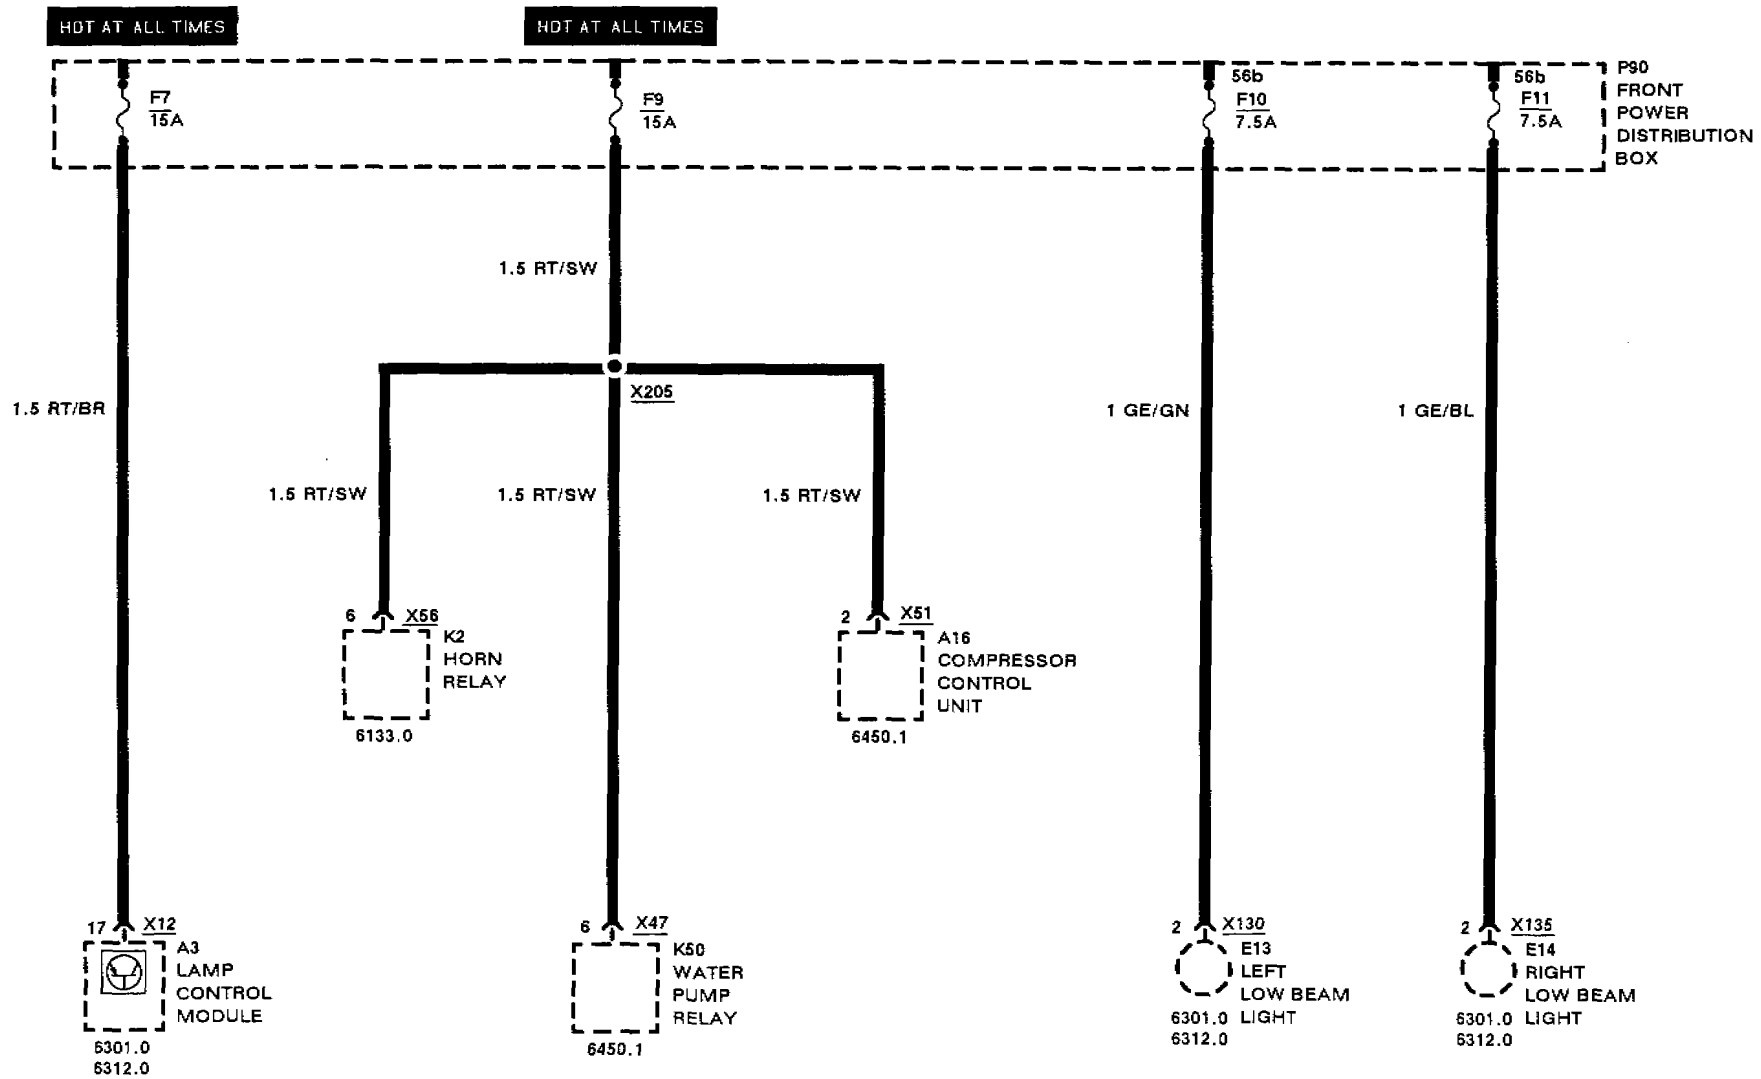 HOT AT ALL TIMES
HOT AT ALL TIMES
F7
15A
F9
15A
56b
F10
7.5A
56b
F11
7.5A
P90
FRONT
POWER
DISTRIBUTION
BOX
1.5 RT/SW
X205
1.5 RT/BR
1 GE/GN
1 GE/BL
1.5 RT/SW
1.5 RT/SW
1.5 RT/SW
6 X56
K2
HORN
RELAY
6133.0
2 X51
A16
COMPRESSOR
CONTROL
UNIT
6450.1
17 X12
A3
LAMP
CONTROL
MODULE
6301.0
6312.0
6 X47
K50
WATER
PUMP
RELAY
6450.1
2 X130
E13
LEFT
LOW BEAM
LIGHT
6301.0
6312.0
2 X135
E14
RIGHT
LOW BEAM
LIGHT
6301.0
6312.0